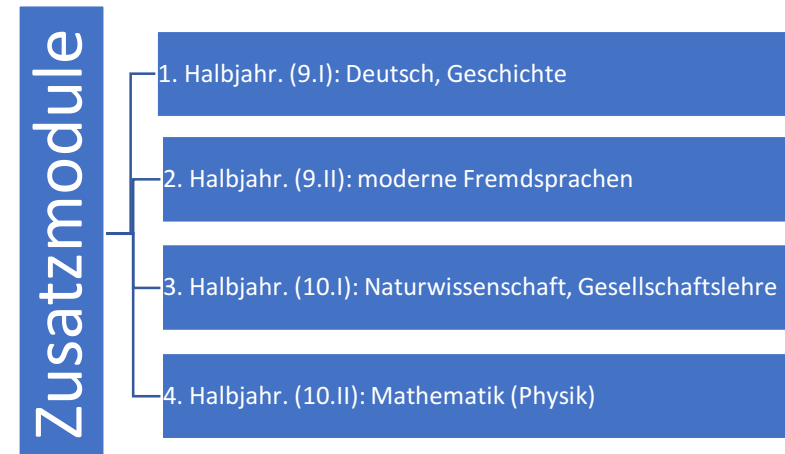 Zusatzmodule
1. Halbjahr. (9.I): Deutsch, Geschichte
2. Halbjahr. (9.II): moderne Fremdsprachen
3. Halbjahr. (10.I): Naturwissenschaft, Gesellschaftslehre
4. Halbjahr. (10.II): Mathematik (Physik)